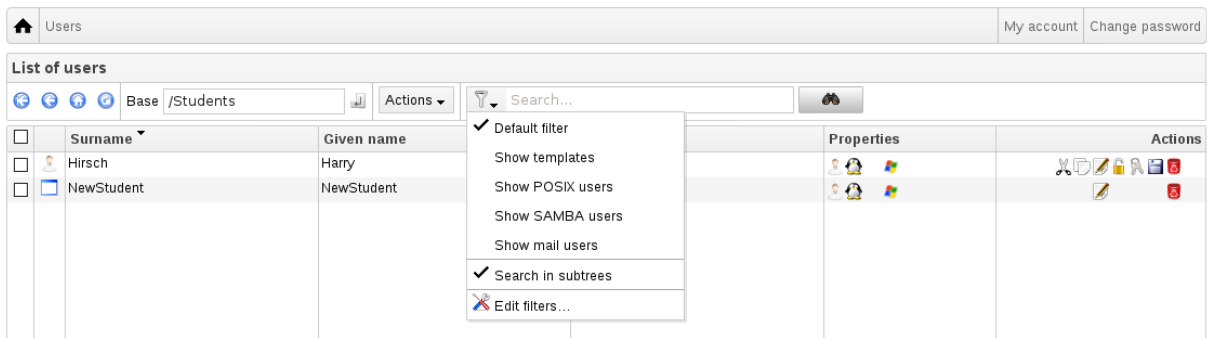 Users My account Change password
List of users
Base /Students Actions Search...
Default filter
Surname Given name Properties Actions
Show templates
Hirsch Harry
Show POSIX users
NewStudent NewStudent
Show SAMBA users
Show mail users
Search in subtrees
Edit filters...